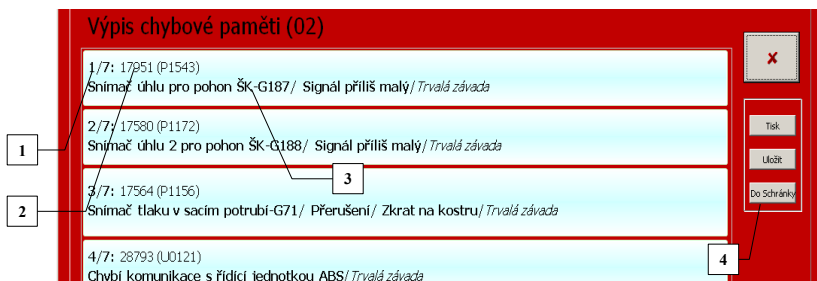 Výpis chybové paměti (02)
1/7: 17951 (P1543)
Snímač úhlu pro pohon ŠK-G187/ Signál příliš malý/Trvalá závada
2/7: 17580 (P1172)
Snímač úhlu 2 pro pohon ŠK-G188/ Signál příliš malý/Trvalá závada
3/7: 17564 (P1156)
Snímač tlaku v sacím potrubí-G71/ Přerušení/ Zkrat na kostru/Trvalá závada
4/7: 28793 (U0121)
Chybí komunikace s řídící jednotkou ABS/Trvalá závada
x
Tisk
Uložit
Do Schránky
1
2
3
4